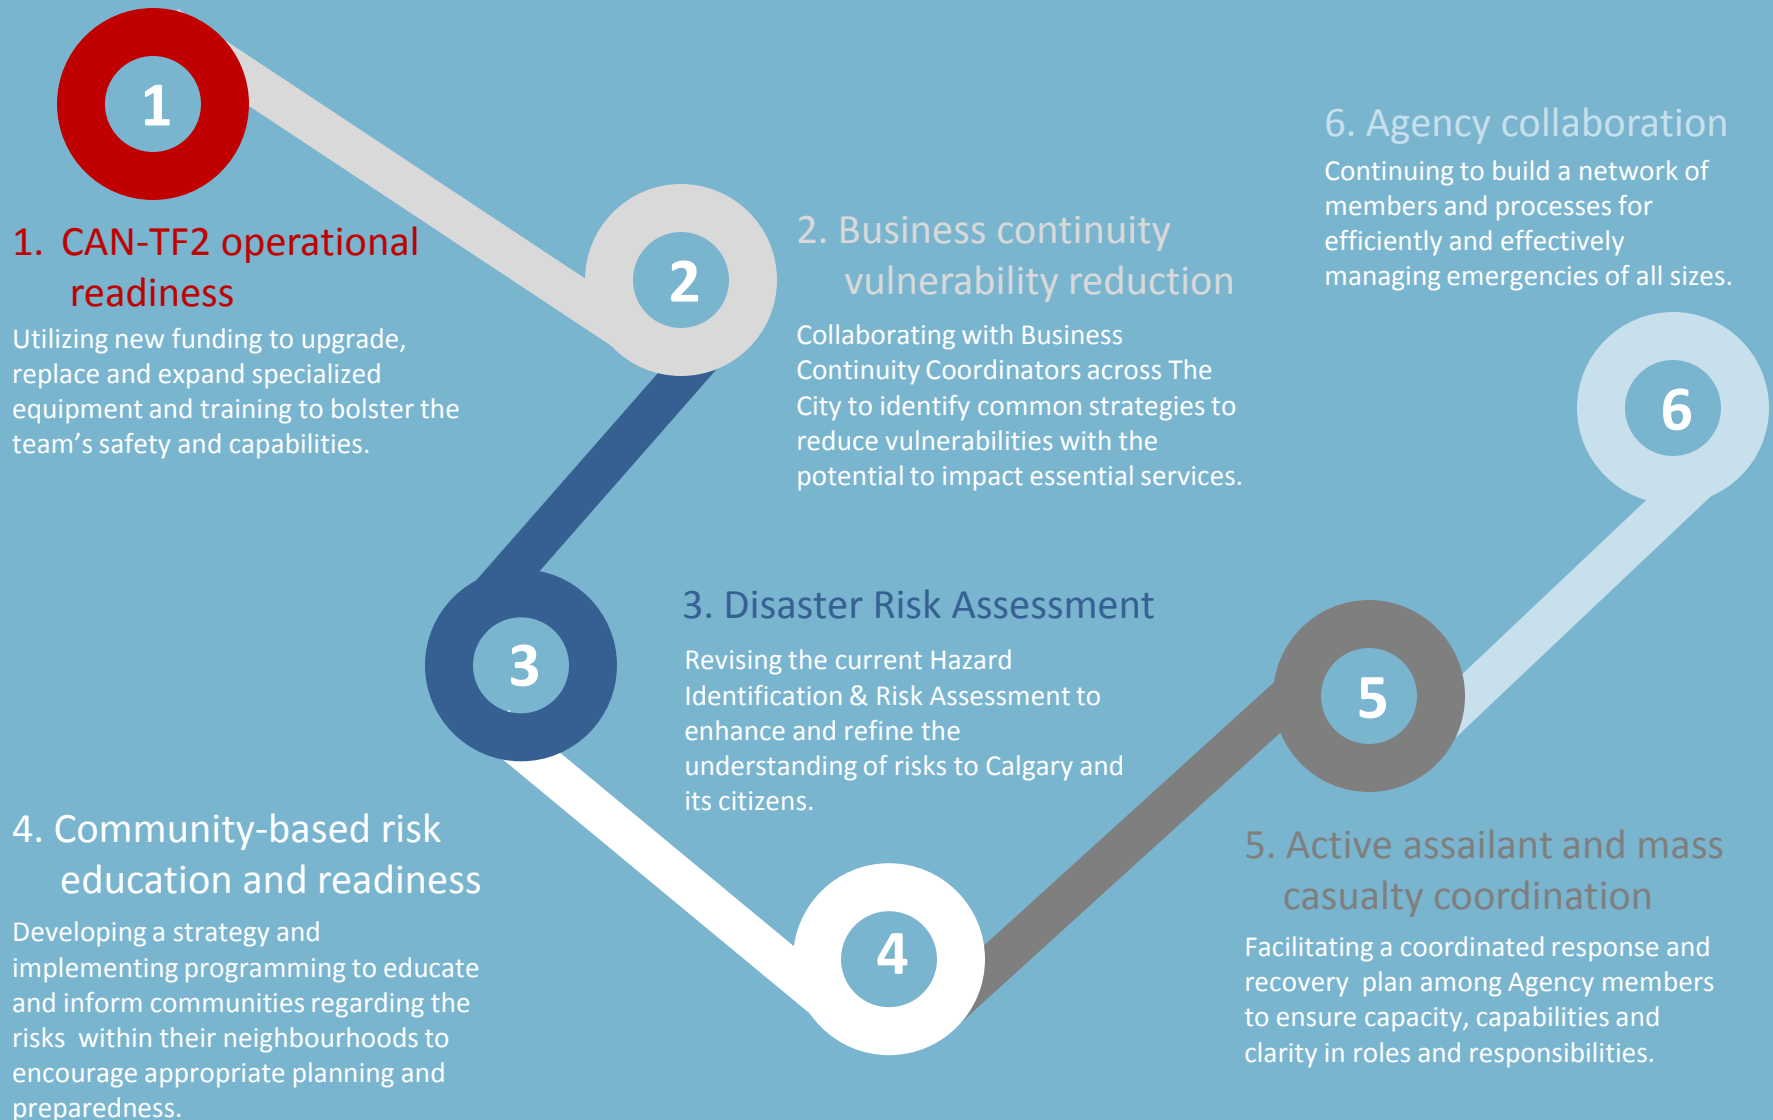 1
1. CAN-TF2 operational
readiness
Utilizing new funding to upgrade,
replace and expand specialized
equipment and training to bolster the
team’s safety and capabilities.
2
2. Business continuity
vulnerability reduction
Collaborating with Business
Continuity Coordinators across The
City to identify common strategies to
reduce vulnerabilities with the
potential to impact essential services.
3
3. Disaster Risk Assessment
Revising the current Hazard
Identification & Risk Assessment to
enhance and refine the
understanding of risks to Calgary and
its citizens.
4
4. Community-based risk
education and readiness
Developing a strategy and
implementing programming to educate
and inform communities regarding the
risks within their neighbourhoods to
encourage appropriate planning and
preparedness.
5
5. Active assailant and mass
casualty coordination
Facilitating a coordinated response and
recovery plan among Agency members
to ensure capacity, capabilities and
clarity in roles and responsibilities.
6
6. Agency collaboration
Continuing to build a network of
members and processes for
efficiently and effectively
managing emergencies of all sizes.